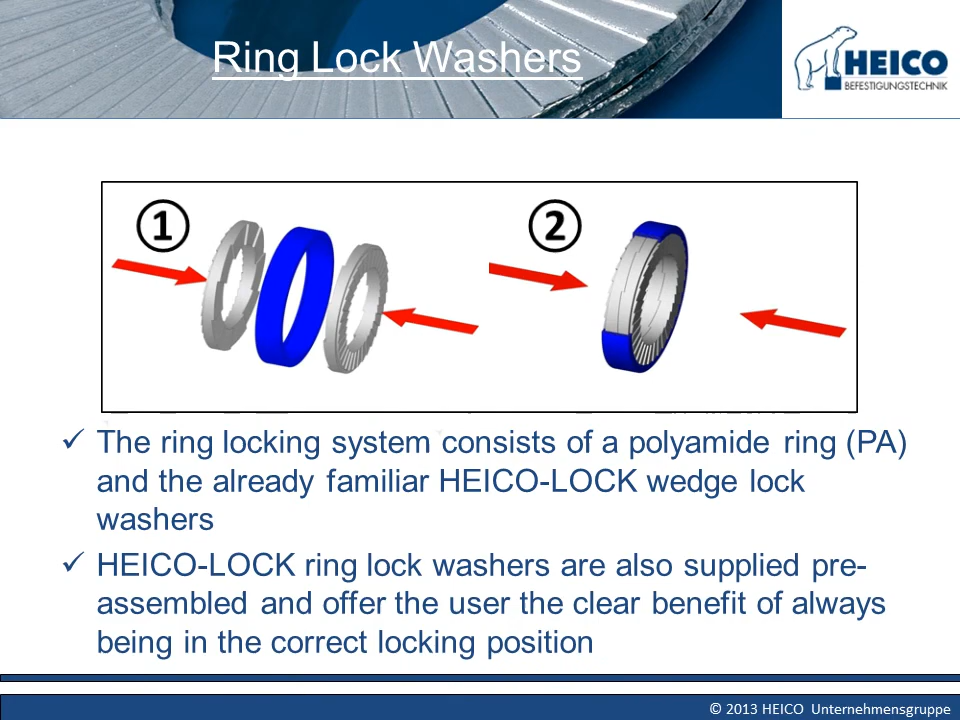 Ring Lock Washers
HEICO
BEFESTIGUNGSTECHNIK
1
2
The ring locking system consists of a polyamide ring (PA)
and the already familiar HEICO-LOCK wedge lock
washers
HEICO-LOCK ring lock washers are also supplied pre-
assembled and offer the user the clear benefit of always
being in the correct locking position
© 2013 HEICO Unternehmensgruppe